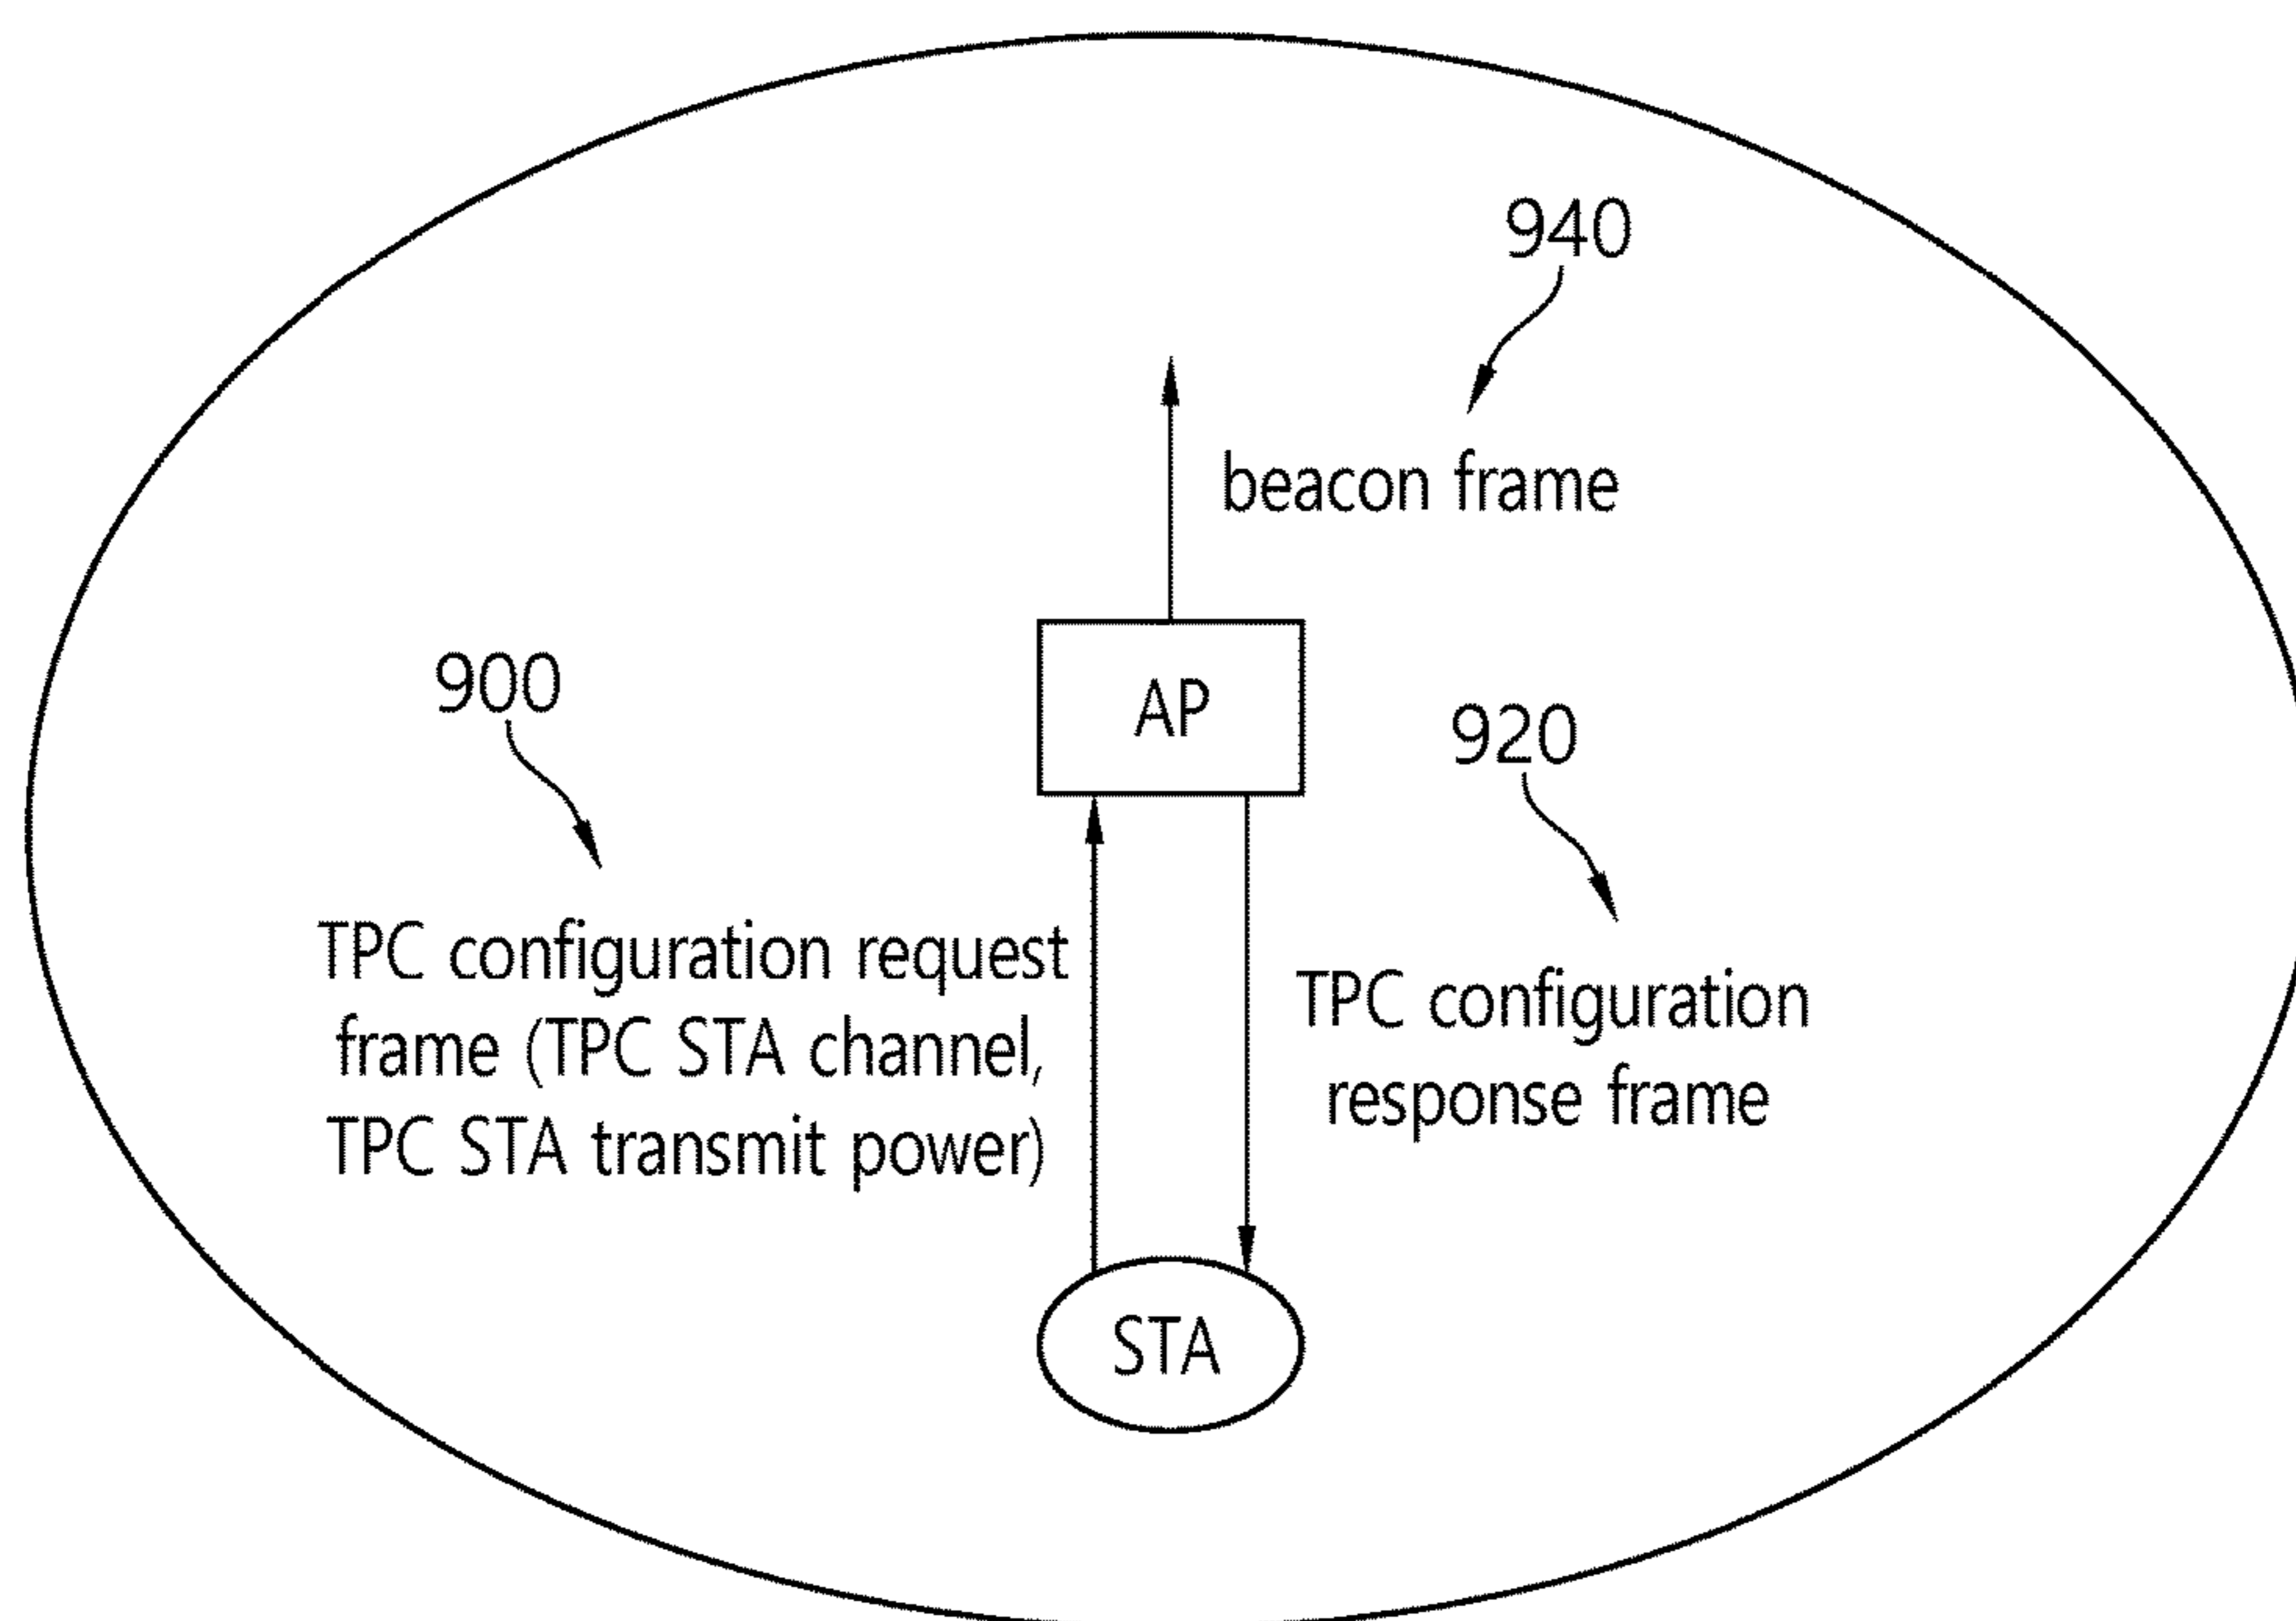 940
beacon frame
AP
900
920
TPC configuration request
frame (TPC STA channel,
TPC STA transmit power)
TPC configuration
response frame
STA